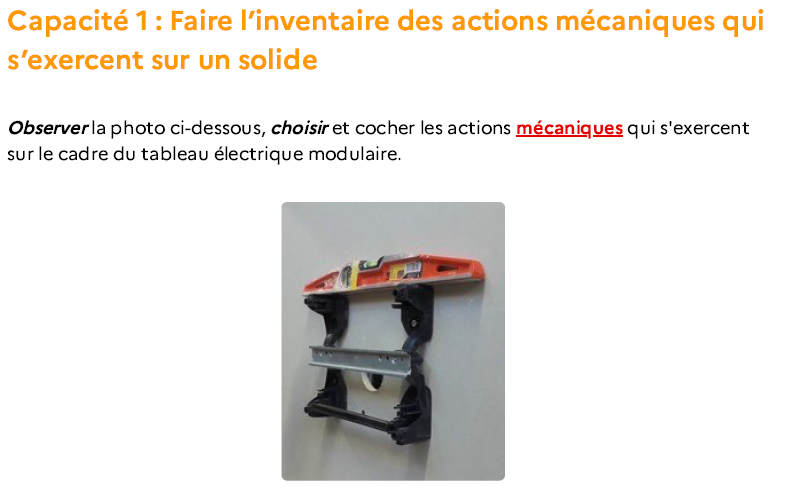 Capacité 1 : Faire l’inventaire des actions mécaniques qui
s’exercent sur un solide
Observer la photo ci-dessous, choisir et cocher les actions mécaniques qui s'exercent
sur le cadre du tableau électrique modulaire.